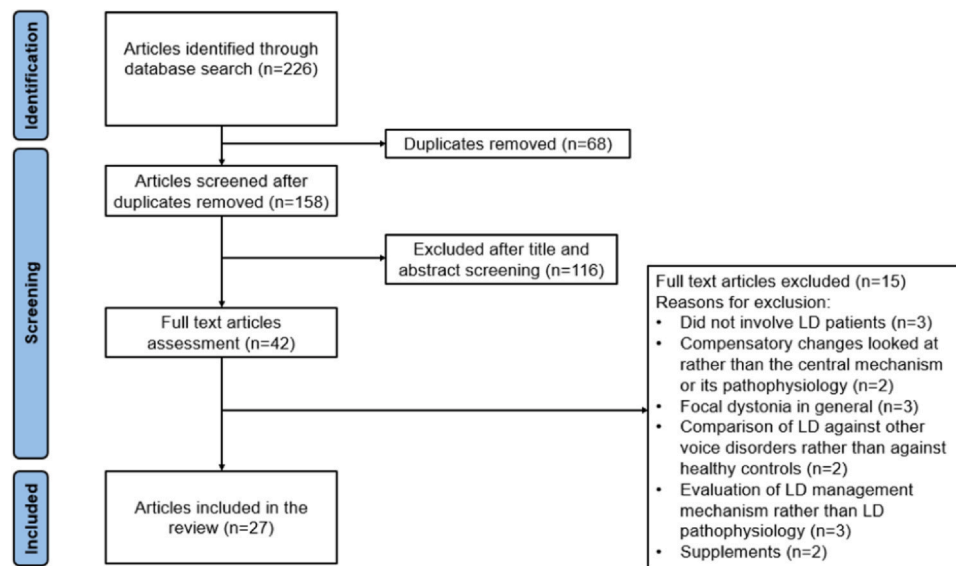 Identification
Articles identified through
database search (n=226)
Duplicates removed (n=68)
Screening
Articles screened after
duplicates removed (n=158)
Excluded after title and
abstract screening (n=116)
Full text articles
assessment (n=42)
Full text articles excluded (n=15)
Reasons for exclusion:
• Did not involve LD patients (n=3)
• Compensatory changes looked at
rather than the central mechanism
or its pathophysiology (n=2)
• Focal dystonia in general (n=3)
• Comparison of LD against other
voice disorders rather than against
healthy controls (n=2)
• Evaluation of LD management
mechanism rather than LD
pathophysiology (n=3)
• Supplements (n=2)
Included
Articles included in the
review (n=27)